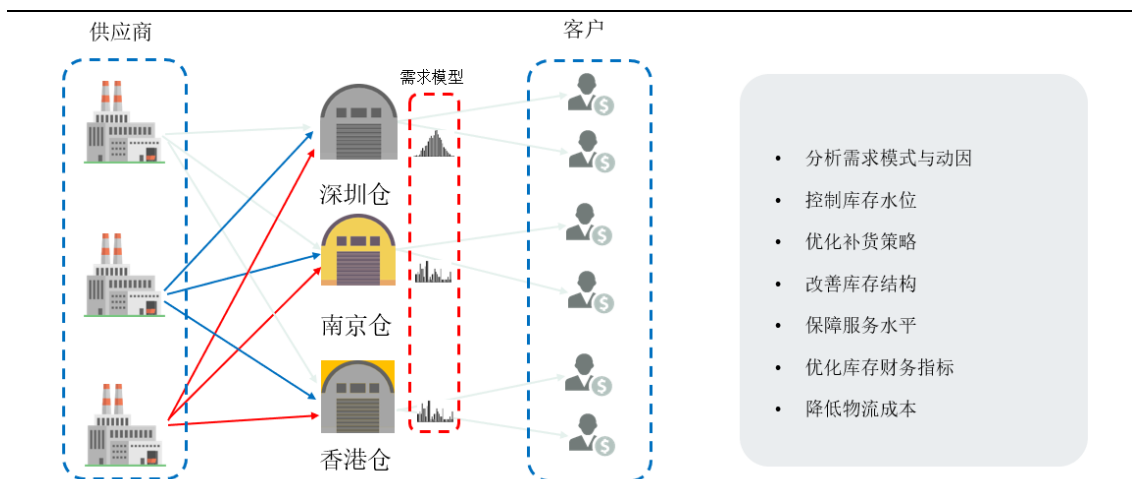 供应商
客户
需求模型
深圳仓
南京仓
香港仓
• 分析需求模式与动因
• 控制库存水位
• 优化补货策略
• 改善库存结构
• 保障服务水平
• 优化库存财务指标
• 降低物流成本